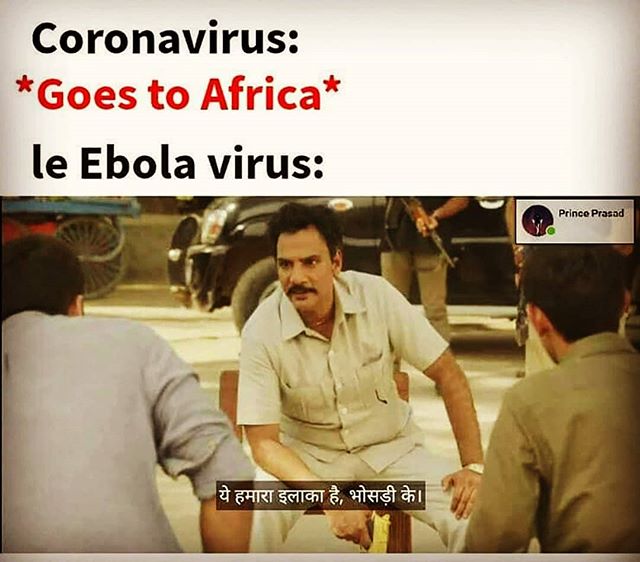 Coronavirus:
*Goes to Africa*
le Ebola virus:
Prince Prasad
ये हमारा इलाका है, भोसड़ी के।